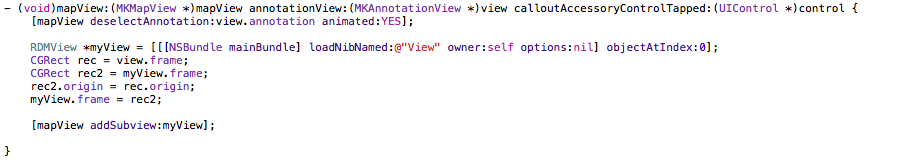 - (void)mapView:(MKMapView *)mapView annotationView:(MKAnnotationView *)view calloutAccessoryControlTapped:(UIControl *)control {
    [mapView deselectAnnotation:view.annotation animated:YES];

    RDMView *myView = [[[NSBundle mainBundle] loadNibNamed:@"View" owner:self options:nil] objectAtIndex:0];
    CGRect rec = view.frame;
    CGRect rec2 = myView.frame;
    rec2.origin = rec.origin;
    myView.frame = rec2;

    [mapView addSubview:myView];

}